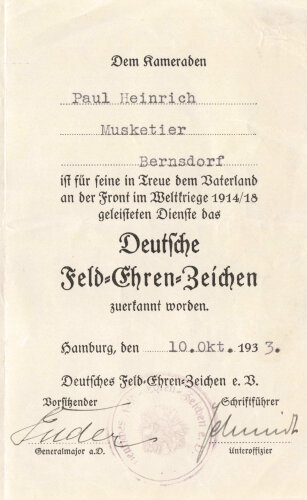 Dem Kameraden
Paul Heinrich
Musketier
Bernsdorf
ist für seine in Treue dem Vaterland
an der Front im Weltkriege 1914/18
geleisteten Dienste das
Deutsche
Feld-Ehren-Zeichen
zuerkannt worden.
Hamburg, den 10. Okt. 1933.
Deutsches Feld-Ehren-Zeichen e. V.
Vorsitzender Schriftführer
Schmidt
Generalmajor a.D. Unteroffizier